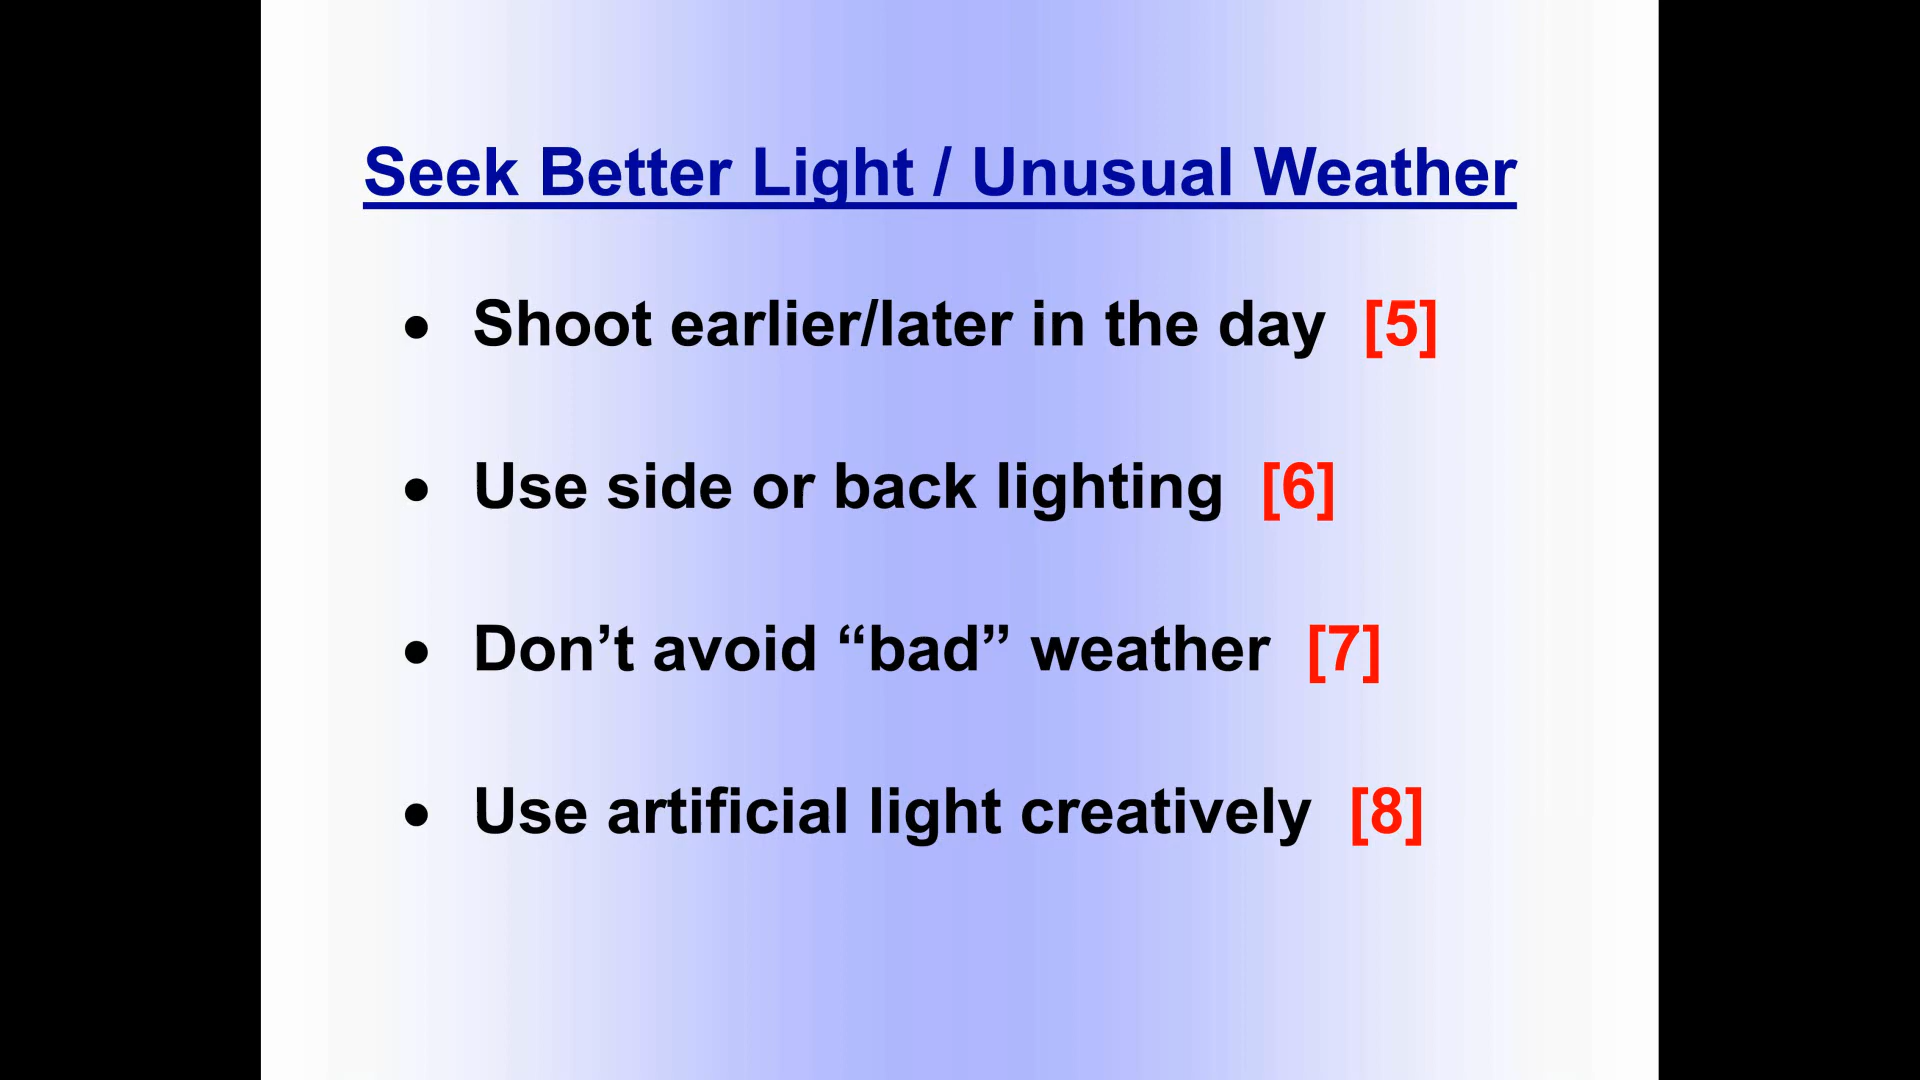 Seek Better Light / Unusual Weather
• Shoot earlier/later in the day [5]
• Use side or back lighting [6]
• Don’t avoid “bad” weather [7]
• Use artificial light creatively [8]